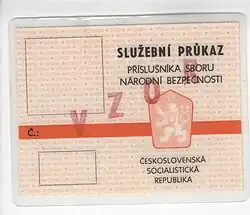 SLUŽEBNÍ PRŮKAZ
PŘÍSLUŠNÍKA SBORU
NÁRODNÍ BEZPEČNOSTI
VZOR
Č.:
ČESKOSLOVENSKÁ
SOCIALISTICKÁ
REPUBLIKA